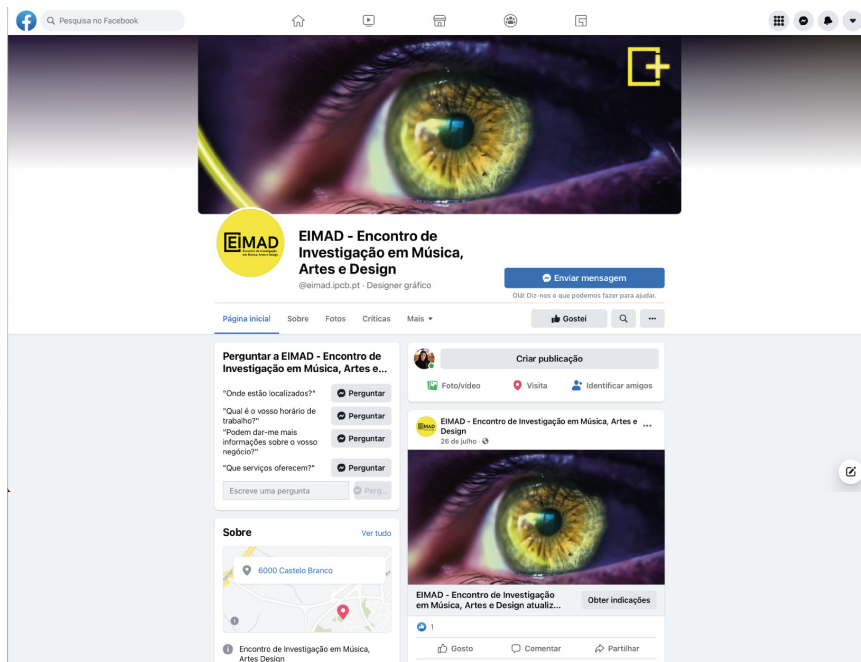 Pesquisa no Facebook
EIMAD
EIMAD - Encontro de
Investigação em Música,
Artes e Design
@eimad.ipcb.pt · Designer gráfico
Enviar mensagem
Olá! Diz-nos o que podemos fazer para ajudar.
Página inicial
Sobre
Fotos
Críticas
Mais
Gostei
Perguntar a EIMAD - Encontro de
Investigação em Música, Artes e...
"Onde estão localizados?"
Perguntar
"Qual é o vosso horário de
trabalho?"
Perguntar
"Podem dar-me mais
informações sobre o vosso
negócio?"
Perguntar
"Que serviços oferecem?"
Perguntar
Escreve uma pergunta
Perg...
Sobre
Ver tudo
6000 Castelo Branco
Encontro de Investigação em Música,
Artes Design
Criar publicação
Foto/vídeo
Visita
Identificar amigos
EIMAD
EIMAD - Encontro de Investigação em Música, Artes e
Design
26 de julho ·
EIMAD - Encontro de Investigação
em Música, Artes e Design atualiz...
Obter indicações
1
Gosto
Comentar
Partilhar